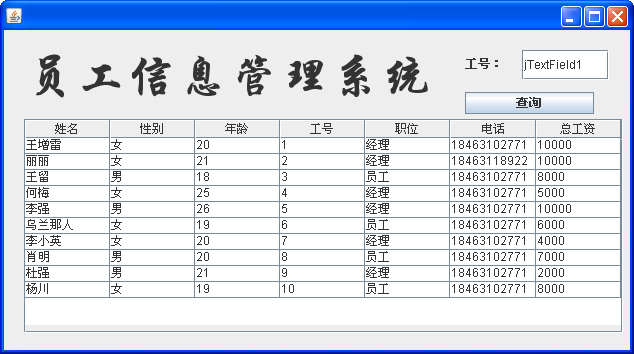 员工信息管理系统
工号： jTextField1
查询
姓名 性别 年龄 工号 职位 电话 总工资
王增雷 女 20 1 经理 18463102771 10000
丽丽 女 21 2 经理 18463118922 10000
王留 男 18 3 员工 18463102771 8000
何梅 女 25 4 经理 18463102771 5000
李强 男 26 5 经理 18463102771 10000
乌兰那人 女 19 6 员工 18463102771 6000
李小英 女 20 7 经理 18463102771 4000
肖明 男 20 8 员工 18463102771 7000
杜强 男 21 9 经理 18463102771 2000
杨川 女 19 10 员工 18463102771 8000